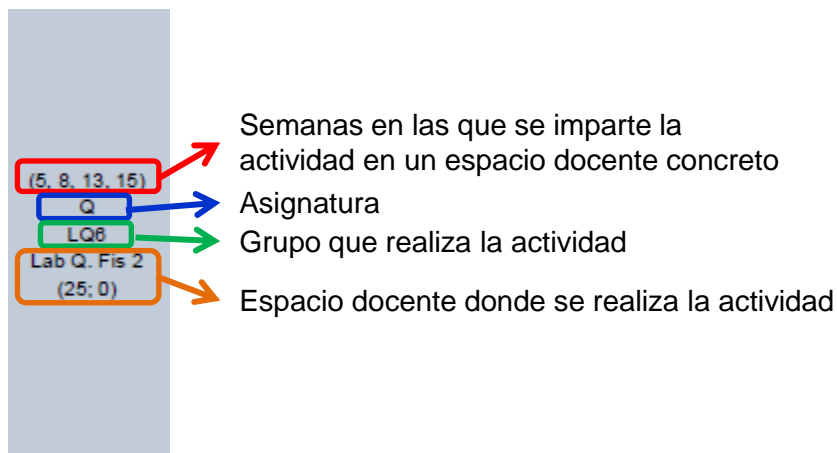 (5, 8, 13, 15)
Q
LQ6
Lab Q. Fis 2
(25; 0)
Semanas en las que se imparte la
actividad en un espacio docente concreto
Asignatura
Grupo que realiza la actividad
Espacio docente donde se realiza la actividad